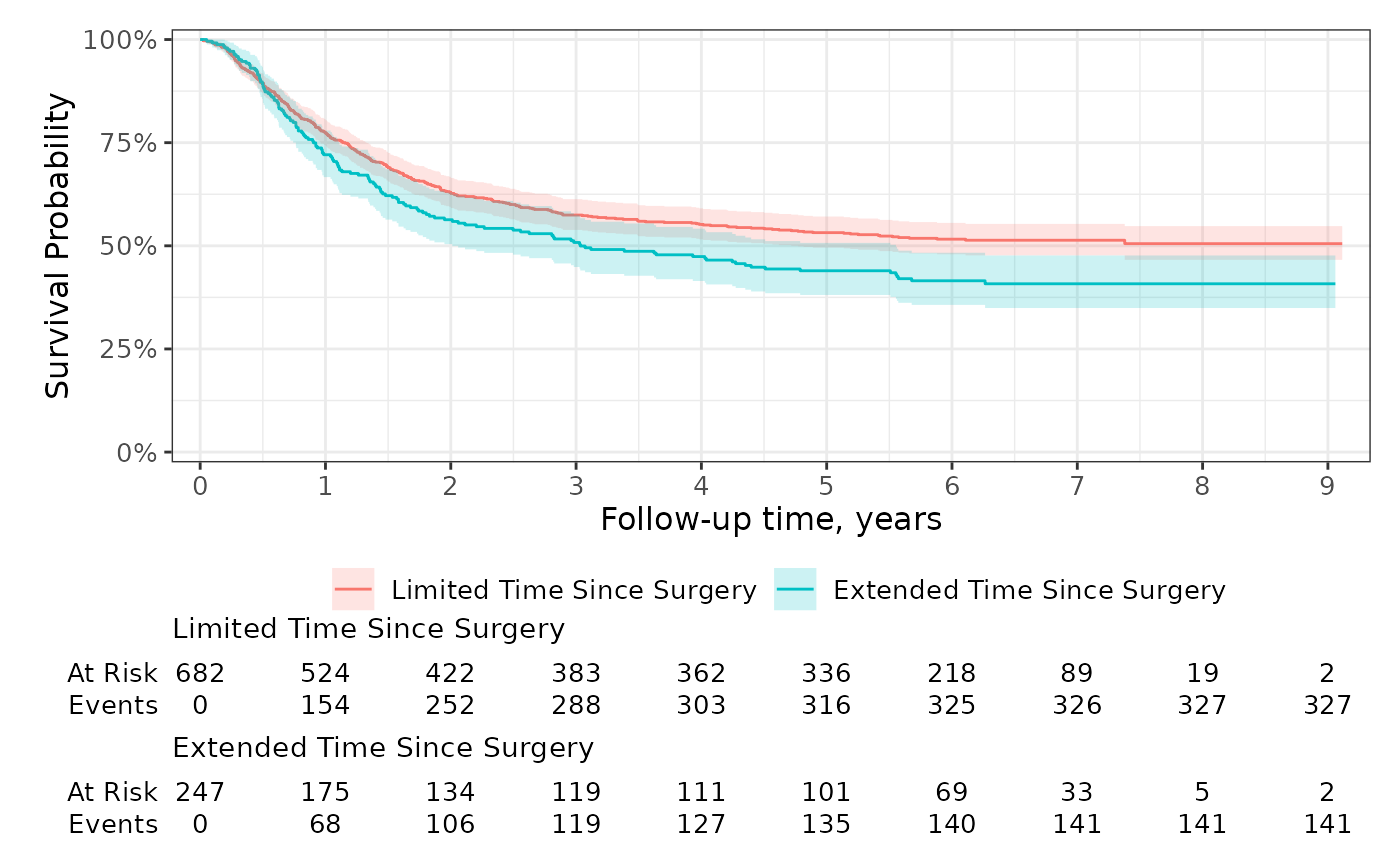 100%
75%
50%
25%
0%
Survival Probability
0 1 2 3 4 5 6 7 8 9
Follow-up time, years
Limited Time Since Surgery Extended Time Since Surgery
Limited Time Since Surgery
At Risk 682 524 422 383 362 336 218 89 19 2
Events 0 154 252 288 303 316 325 326 327 327
Extended Time Since Surgery
At Risk 247 175 134 119 111 101 69 33 5 2
Events 0 68 106 119 127 135 140 141 141 141